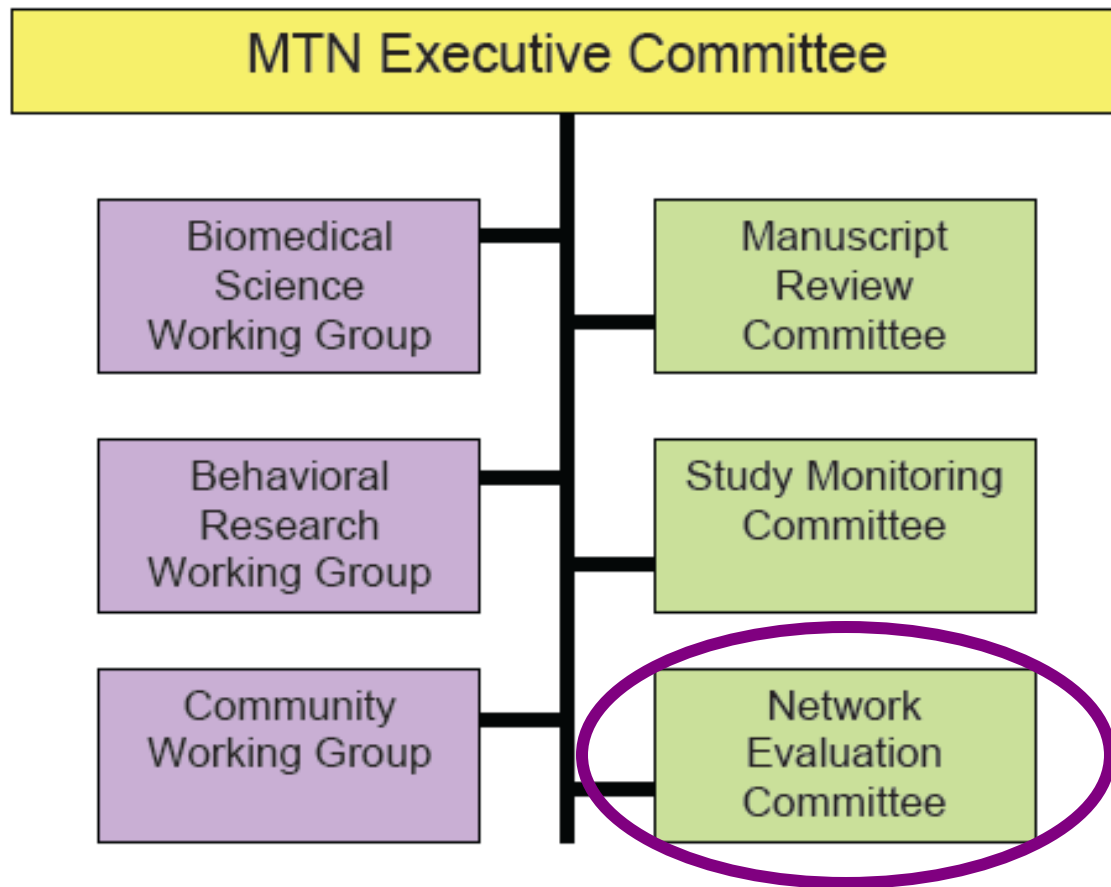 MTN Executive Committee
Biomedical
Science
Working Group
Manuscript
Review
Committee
Behavioral
Research
Working Group
Study Monitoring
Committee
Community
Working Group
Network
Evaluation
Committee